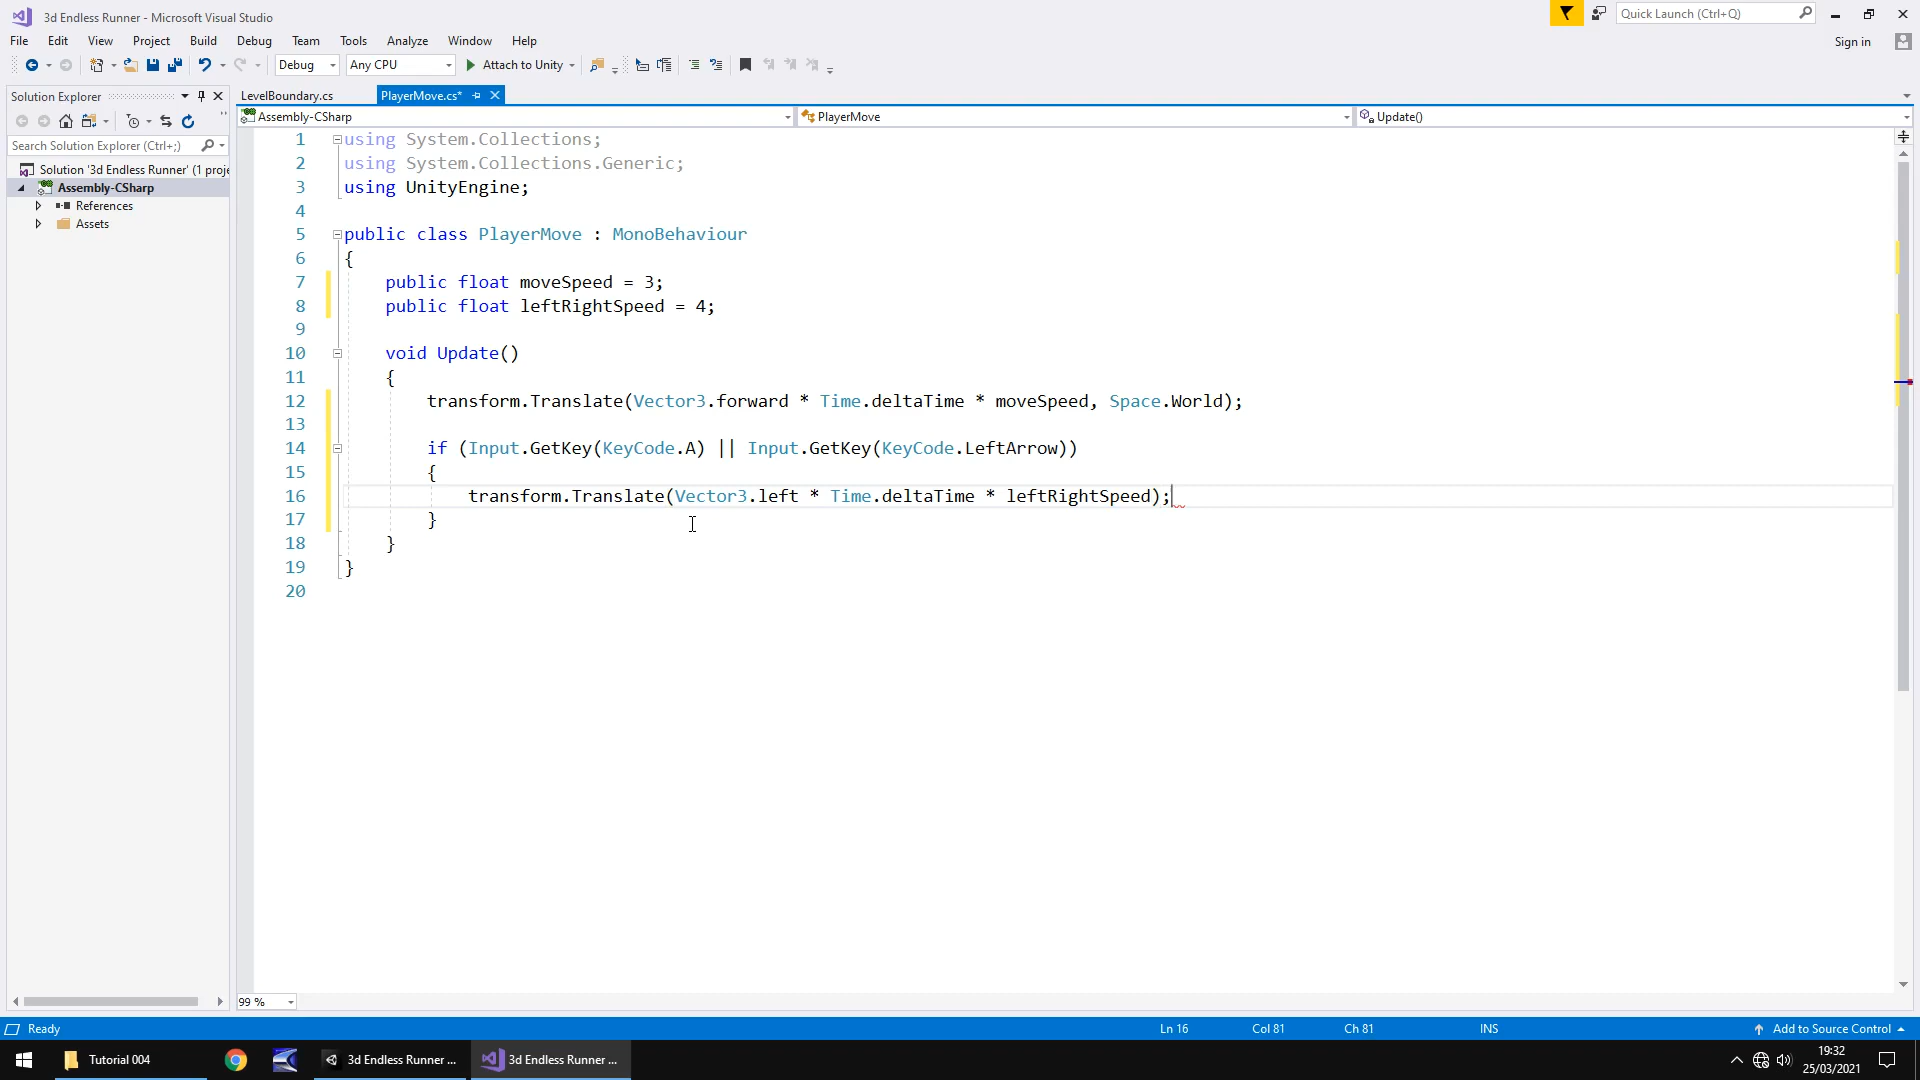 3d Endless Runner - Microsoft Visual Studio
Quick Launch (Ctrl+Q)
File Edit View Project Build Debug Team Tools Analyze Window Help
Sign in
Debug Any CPU Attach to Unity
Solution Explorer
LevelBoundary.cs PlayerMove.cs*
Assembly-CSharp PlayerMove Update()
Search Solution Explorer (Ctrl+;)
Solution '3d Endless Runner' (1 proje
Assembly-CSharp
References
Assets
1 using System.Collections;
2 using System.Collections.Generic;
3 using UnityEngine;
4
5 public class PlayerMove : MonoBehaviour
6 {
7 public float moveSpeed = 3;
8 public float leftRightSpeed = 4;
9
10 void Update()
11 {
12 transform.Translate(Vector3.forward * Time.deltaTime * moveSpeed, Space.World);
13
14 if (Input.GetKey(KeyCode.A) || Input.GetKey(KeyCode.LeftArrow))
15 {
16 transform.Translate(Vector3.left * Time.deltaTime * leftRightSpeed);
17 }
18 }
19 }
20
99 %
Ready Ln 16 Col 81 Ch 81 INS Add to Source Control
Tutorial 004 3d Endless Runner ... 3d Endless Runner ...
19:32
25/03/2021